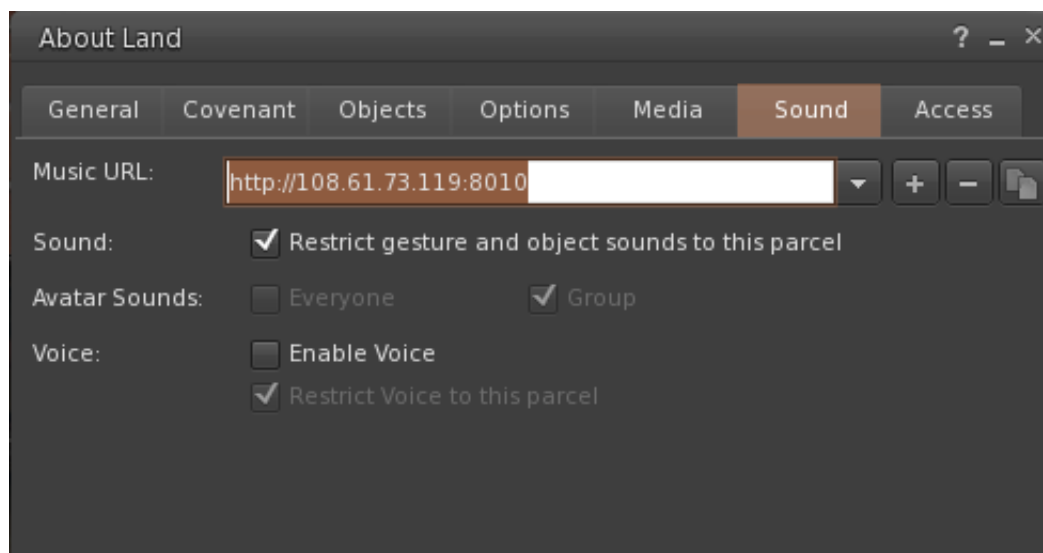 About Land
General Covenant Objects Options Media Sound Access
Music URL: http://108.61.73.119:8010
Sound: Restrict gesture and object sounds to this parcel
Avatar Sounds: Everyone Group
Voice: Enable Voice
Restrict Voice to this parcel